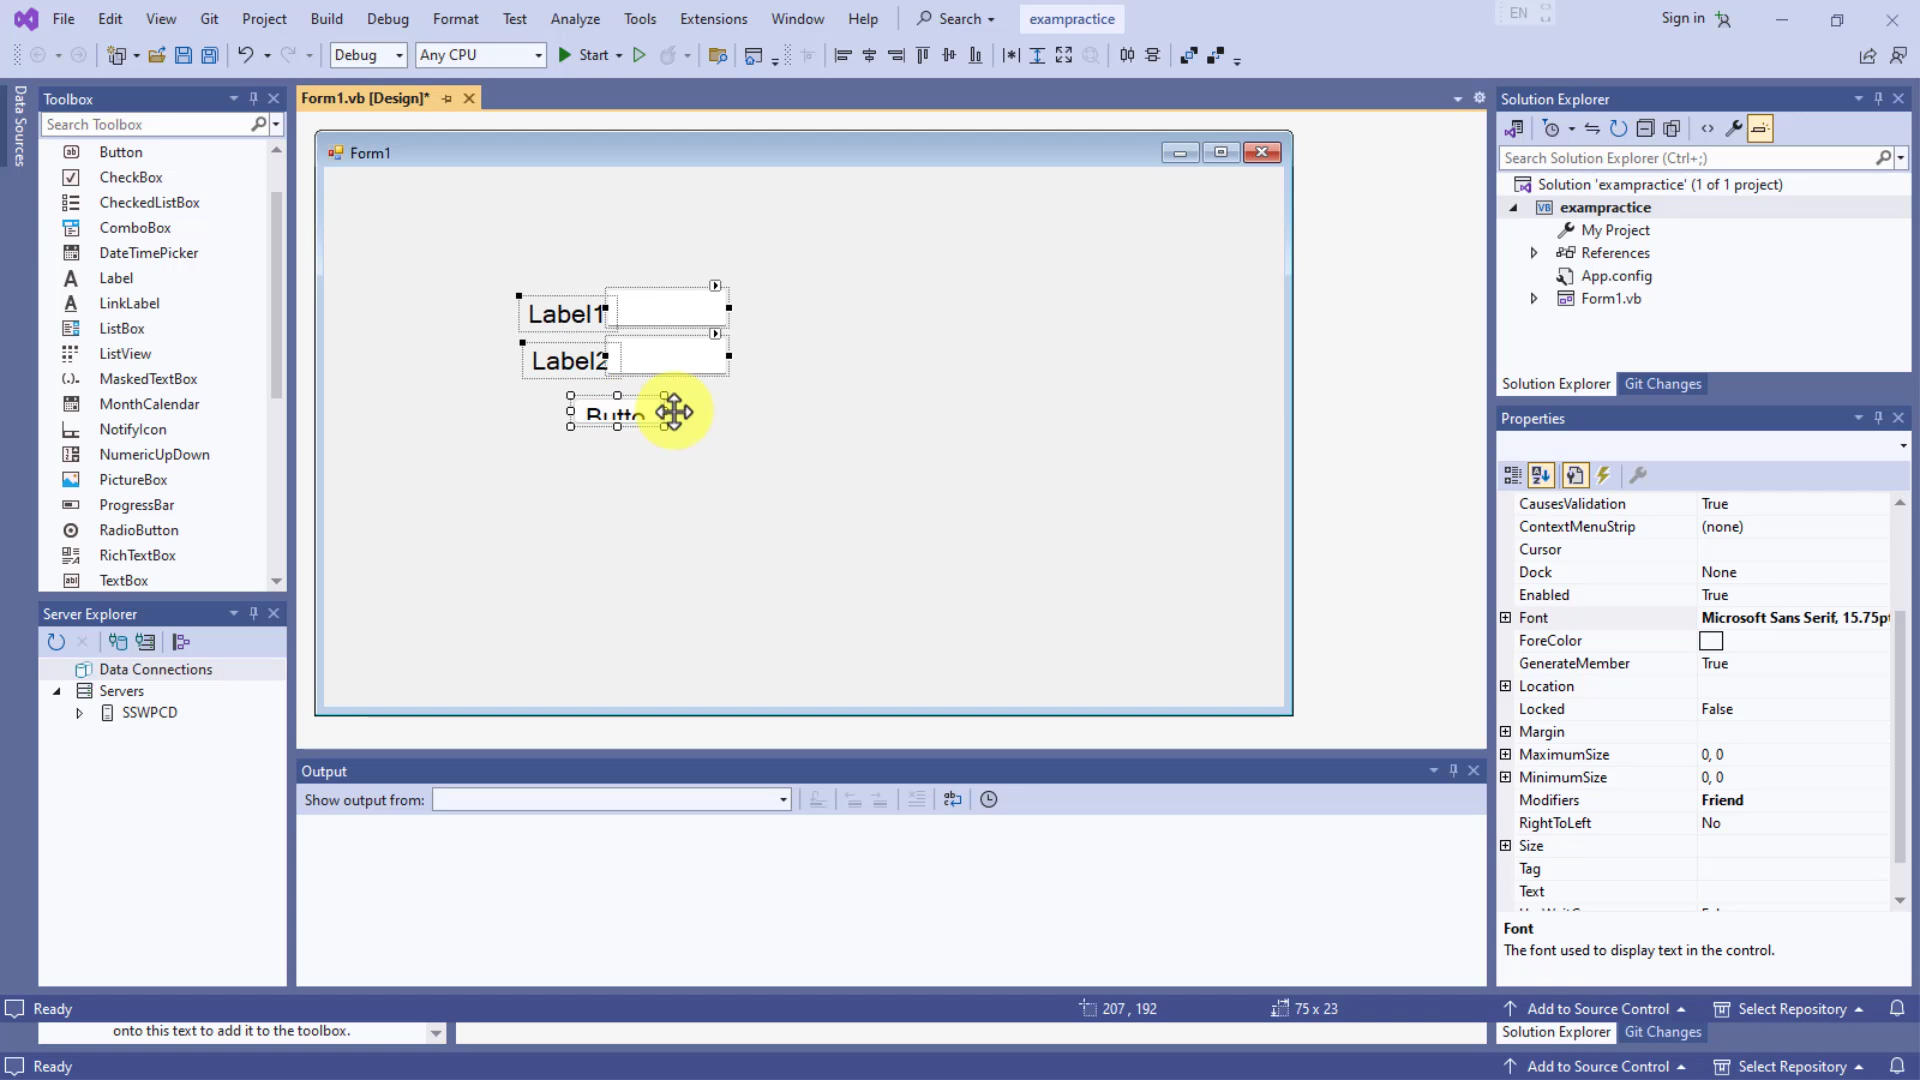 File Edit View Git Project Build Debug Format Test Analyze Tools Extensions Window Help Search exampractice EN Sign in
Debug Any CPU Start
Data Sources
Toolbox
Search Toolbox
Button
CheckBox
CheckedListBox
ComboBox
DateTimePicker
Label
LinkLabel
ListBox
ListView
MaskedTextBox
MonthCalendar
NotifyIcon
NumericUpDown
PictureBox
ProgressBar
RadioButton
RichTextBox
TextBox
Server Explorer
Data Connections
Servers
SSWPCD
Form1.vb [Design]*
Form1
Label1
Label2
Butto
Output
Show output from:
Solution Explorer
Search Solution Explorer (Ctrl+;)
Solution 'exampractice' (1 of 1 project)
VB exampractice
My Project
References
App.config
Form1.vb
Solution Explorer Git Changes
Properties
CausesValidation True
ContextMenuStrip (none)
Cursor
Dock None
Enabled True
Font Microsoft Sans Serif, 15.75pt
ForeColor
GenerateMember True
Location
Locked False
Margin
MaximumSize 0, 0
MinimumSize 0, 0
Modifiers Friend
RightToLeft No
Size
Tag
Text
Font
The font used to display text in the control.
Ready 207 , 192 75 x 23 Add to Source Control Select Repository
onto this text to add it to the toolbox.
Solution Explorer Git Changes
Ready Add to Source Control Select Repository